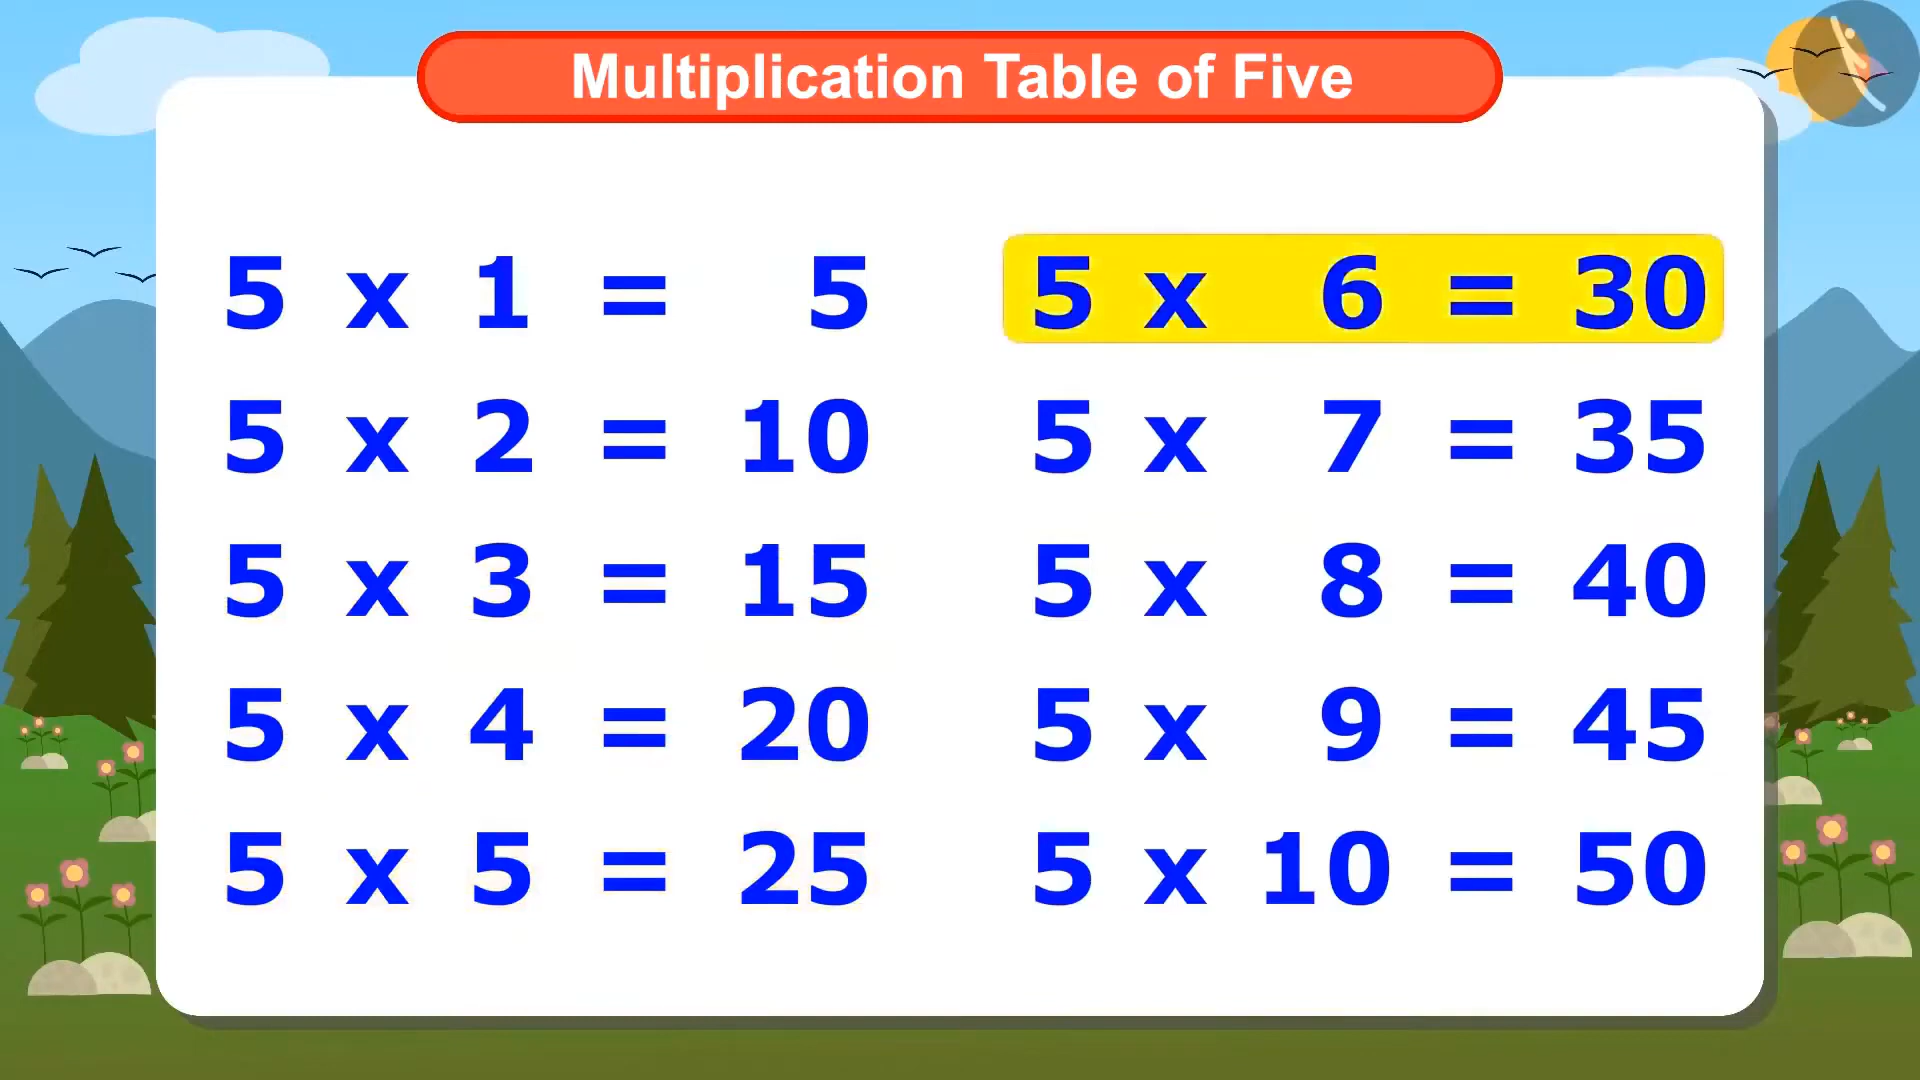 Multiplication Table of Five
5 x 1 = 5
5 x 2 = 10
5 x 3 = 15
5 x 4 = 20
5 x 5 = 25
5 x 6 = 30
5 x 7 = 35
5 x 8 = 40
5 x 9 = 45
5 x 10 = 50